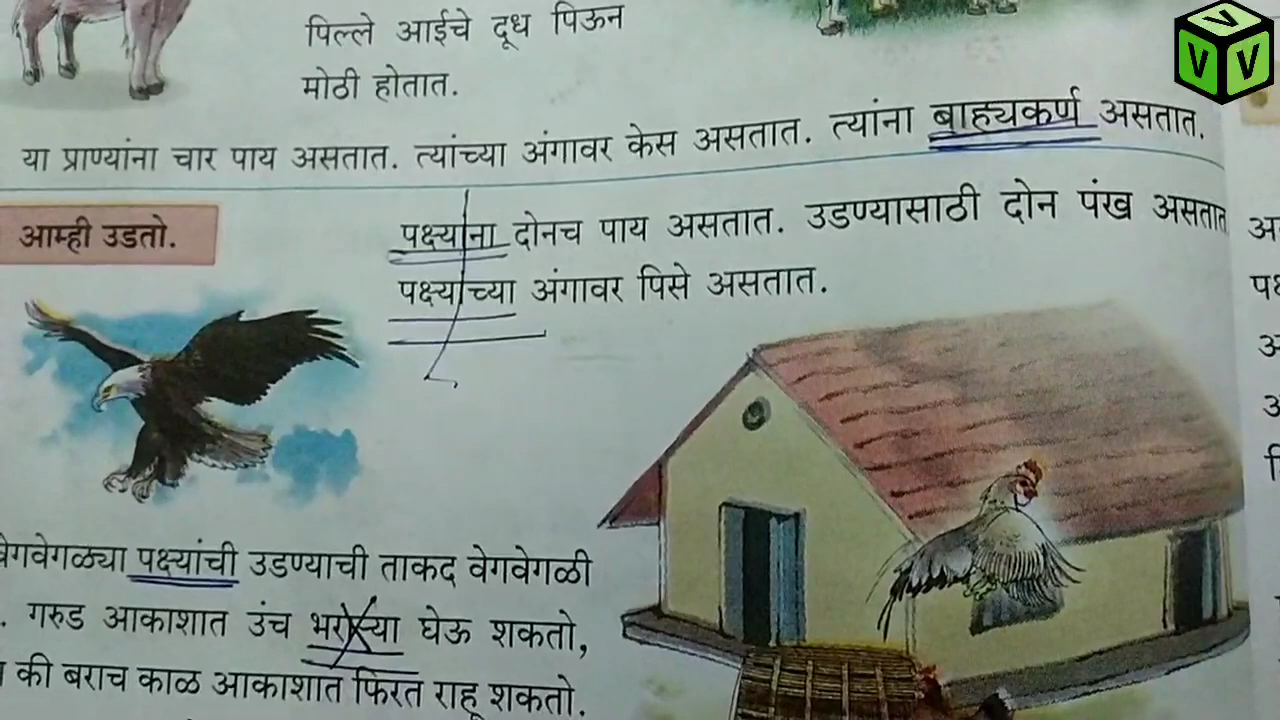 पिल्ले आईचे दूध पिऊन
मोठी होतात.
या प्राण्यांना चार पाय असतात. त्यांच्या अंगावर केस असतात. त्यांना बाह्यकर्ण असतात.
आम्ही उडतो.
पक्ष्यांना दोनच पाय असतात. उडण्यासाठी दोन पंख असतात
पक्ष्यांच्या अंगावर पिसे असतात.
वेगवेगळ्या पक्ष्यांची उडण्याची ताकद वेगवेगळी
. गरुड आकाशात उंच भराऱ्या घेऊ शकतो,
की बराच काळ आकाशात फिरत राहू शकतो.
V V V